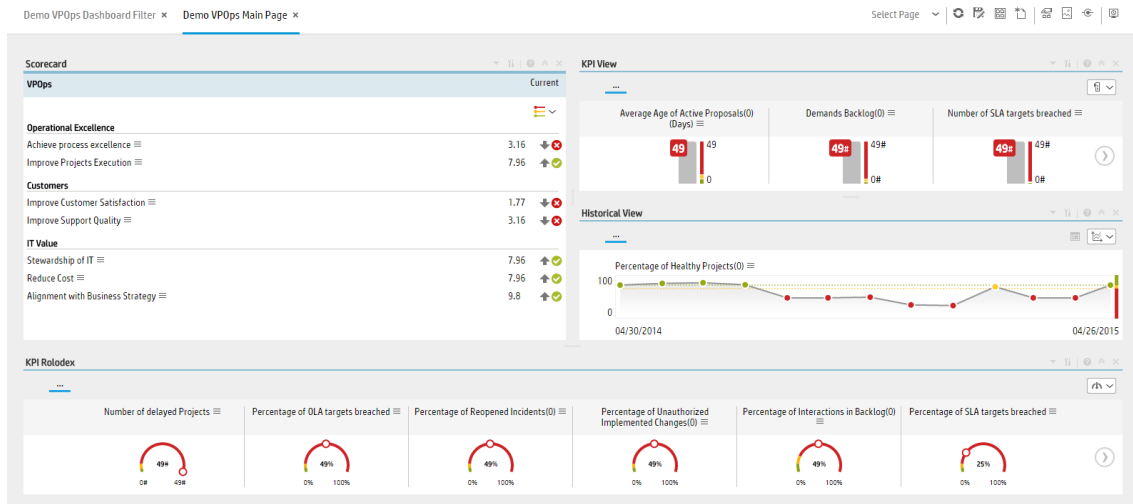 Demo VPOps Dashboard Filter × Demo VPOps Main Page × Select Page
Scorecard
VPOps Current
Operational Excellence
Achieve process excellence 3.16
Improve Projects Execution 7.96
Customers
Improve Customer Satisfaction 1.77
Improve Support Quality 3.16
IT Value
Stewardship of IT 7.96
Reduce Cost 7.96
Alignment with Business Strategy 9.8
KPI View
...
Average Age of Active Proposals(0)
(Days)
49 49
0
Demands Backlog(0)
49# 49#
0#
Number of SLA targets breached
49# 49#
0#
Historical View
...
Percentage of Healthy Projects(0)
100
0
04/30/2014 04/26/2015
KPI Rolodex
...
Number of delayed Projects
49#
0# 49#
Percentage of OLA targets breached
49%
0% 100%
Percentage of Reopened Incidents(0)
49%
0% 100%
Percentage of Unauthorized
Implemented Changes(0)
49%
0% 100%
Percentage of Interactions in Backlog(0)
49%
0% 100%
Percentage of SLA targets breached
25%
0% 100%